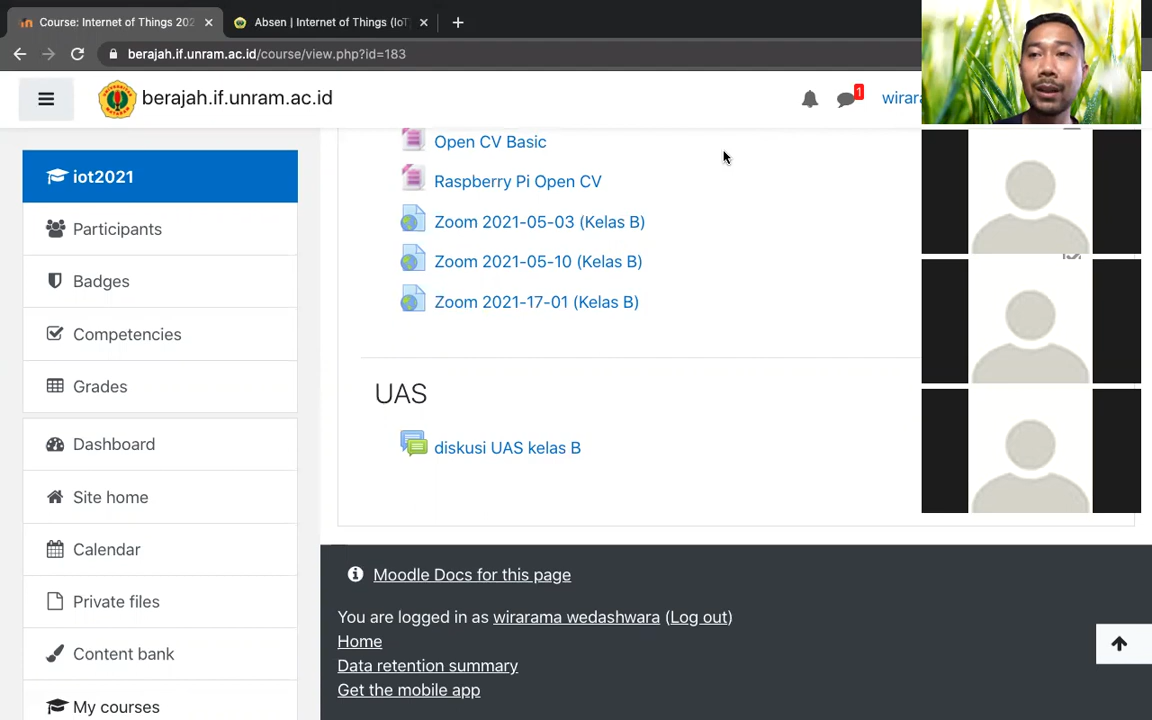 Course: Internet of Things 202
Absen | Internet of Things (IoT
berajah.if.unram.ac.id/course/view.php?id=183
berajah.if.unram.ac.id
1
wirara
iot2021
Participants
Badges
Competencies
Grades
Dashboard
Site home
Calendar
Private files
Content bank
My courses
Open CV Basic
Raspberry Pi Open CV
Zoom 2021-05-03 (Kelas B)
Zoom 2021-05-10 (Kelas B)
Zoom 2021-17-01 (Kelas B)
UAS
diskusi UAS kelas B
Moodle Docs for this page
You are logged in as wirarama wedashwara (Log out)
Home
Data retention summary
Get the mobile app